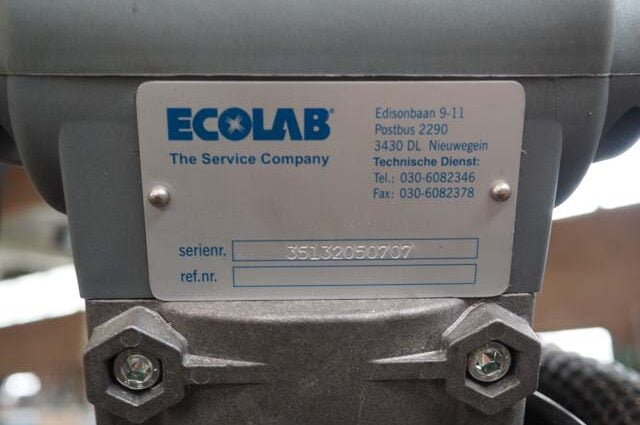 ECOLAB®
The Service Company
Edisonbaan 9-11
Postbus 2290
3430 DL Nieuwegein
Technische Dienst:
Tel.: 030-6082346
Fax: 030-6082378
serienr. 35132050707
ref.nr.